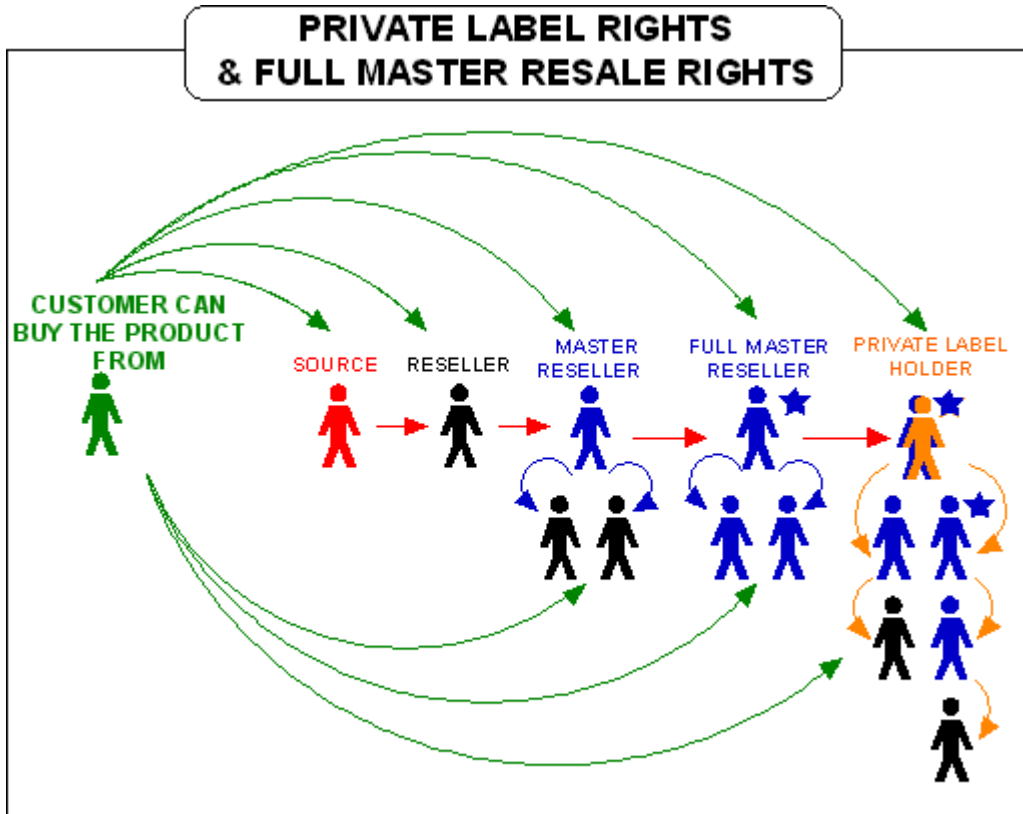 PRIVATE LABEL RIGHTS
& FULL MASTER RESALE RIGHTS
CUSTOMER CAN
BUY THE PRODUCT
FROM
SOURCE
RESELLER
MASTER
RESELLER
FULL MASTER
RESELLER
PRIVATE LABEL
HOLDER